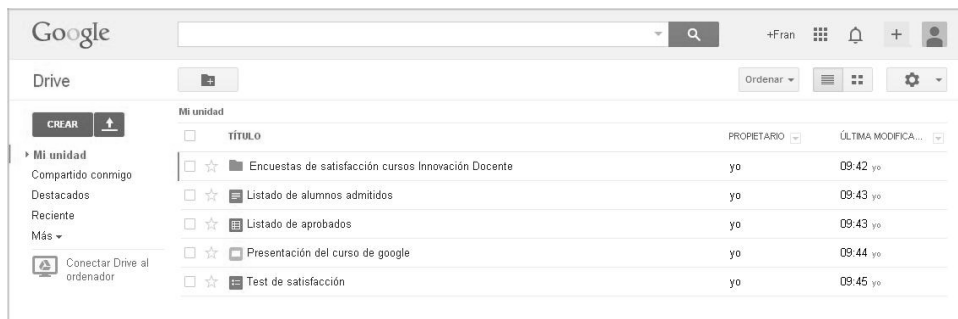 Google
+Fran
Drive
Ordenar
CREAR
Mi unidad
Compartido conmigo
Destacados
Reciente
Más
Conectar Drive al
ordenador
Mi unidad
TÍTULO PROPIETARIO ÚLTIMA MODIFICA...
Encuestas de satisfacción cursos Innovación Docente yo 09:42 yo
Listado de alumnos admitidos yo 09:43 yo
Listado de aprobados yo 09:43 yo
Presentación del curso de google yo 09:44 yo
Test de satisfacción yo 09:45 yo